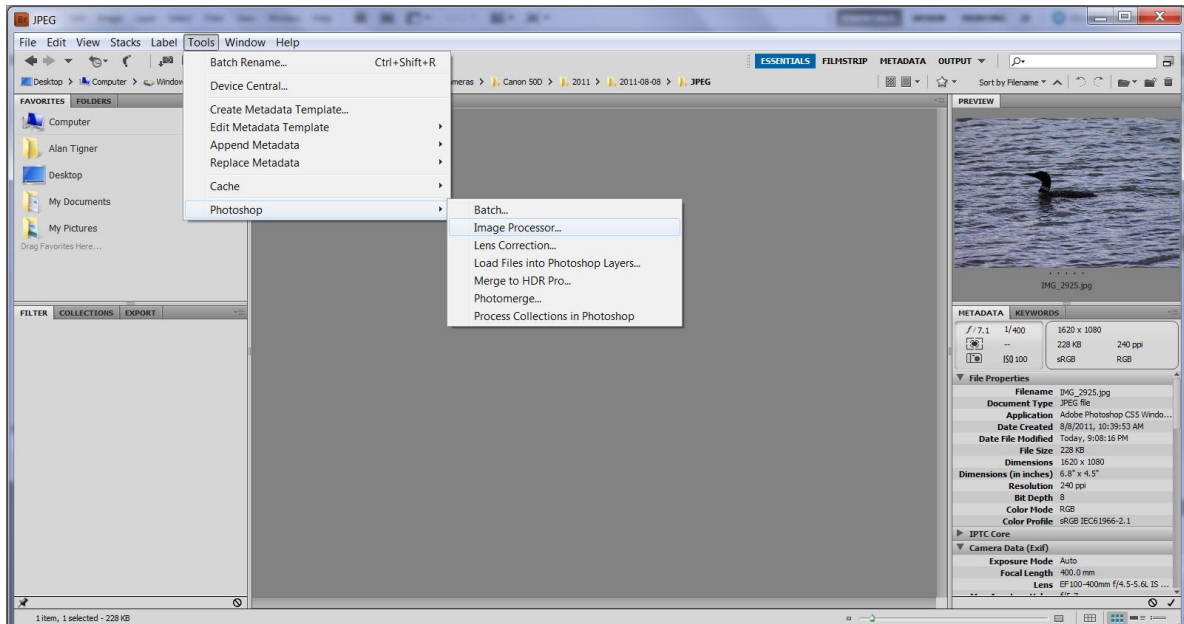 Br JPEG
File Edit View Stacks Label Tools Window Help
ESSENTIALS FILMSTRIP METADATA OUTPUT
Desktop > Computer > Window
meras > Canon 50D > 2011 > 2011-08-08 > JPEG
Sort by Filename
Batch Rename... Ctrl+Shift+R
Device Central...
Create Metadata Template...
Edit Metadata Template
Append Metadata
Replace Metadata
Cache
Photoshop
Batch...
Image Processor...
Lens Correction...
Load Files into Photoshop Layers...
Merge to HDR Pro...
Photomerge...
Process Collections in Photoshop
FAVORITES FOLDERS
Computer
Alan Tigner
Desktop
My Documents
My Pictures
Drag Favorites Here...
FILTER COLLECTIONS EXPORT
PREVIEW
IMG_2925.jpg
METADATA KEYWORDS
f/7.1 1/400 1620 x 1080
-- 228 KB 240 ppi
ISO 100 sRGB RGB
File Properties
Filename IMG_2925.jpg
Document Type JPEG file
Application Adobe Photoshop CS5 Windo...
Date Created 8/8/2011, 10:39:53 AM
Date File Modified Today, 9:08:16 PM
File Size 228 KB
Dimensions 1620 x 1080
Dimensions (in inches) 6.8" x 4.5"
Resolution 240 ppi
Bit Depth 8
Color Mode RGB
Color Profile sRGB IEC61966-2.1
IPTC Core
Camera Data (Exif)
Exposure Mode Auto
Focal Length 400.0 mm
Lens EF100-400mm f/4.5-5.6L IS ...
1 item, 1 selected - 228 KB